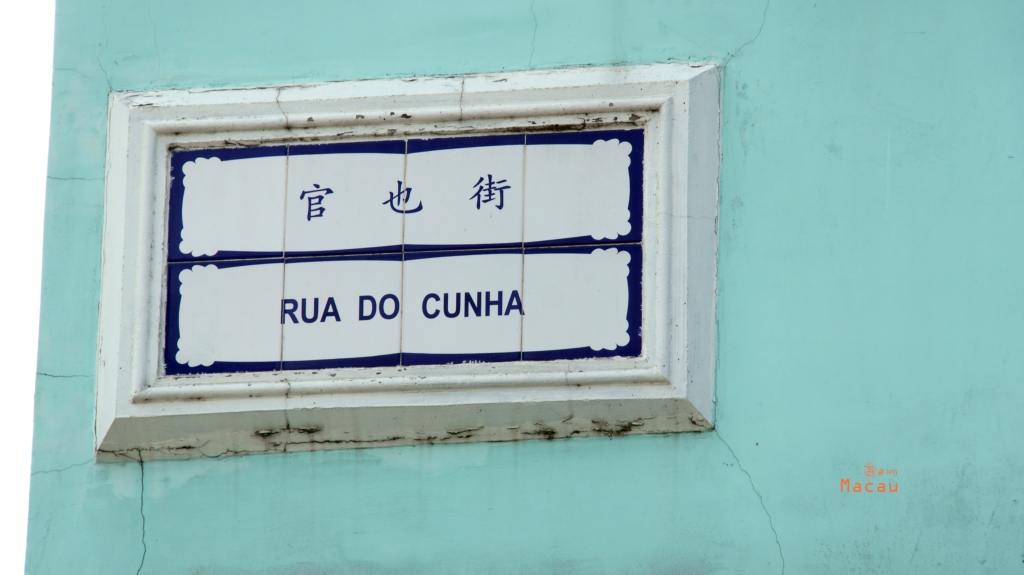 官也街
RUA DO CUNHA
Macau